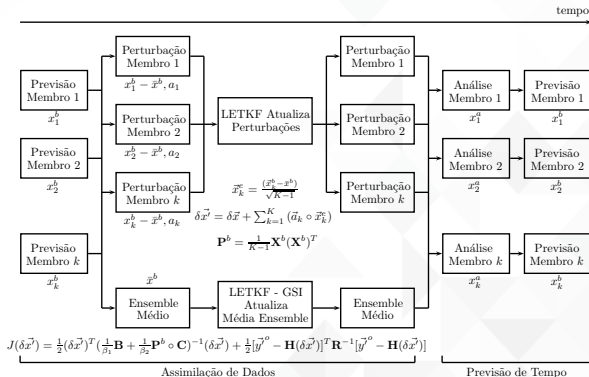 tempo
Previsão
Membro 1
x_1^b
Previsão
Membro 2
x_2^b
Previsão
Membro k
x_k^b
Perturbação
Membro 1
x_1^b − x̄^b, a_1
Perturbação
Membro 2
x_2^b − x̄^b, a_2
Perturbação
Membro k
x_k^b − x̄^b, a_k
x̄^b
Ensemble
Médio
LETKF Atualiza
Perturbações
x⃗_k^e = (x⃗_k^b − x̄^b) / √(K−1)
δx⃗′ = δx⃗ + ∑_{k=1}^{K} (a⃗_k ∘ x⃗_k^e)
P^b = 1/(K−1) X^b(X^b)^T
LETKF - GSI
Atualiza
Média Ensemble
Perturbação
Membro 1
Perturbação
Membro 2
Perturbação
Membro k
Ensemble
Médio
Análise
Membro 1
x_1^a
Análise
Membro 2
x_2^a
Análise
Membro k
x_k^a
Previsão
Membro 1
x_1^b
Previsão
Membro 2
x_2^b
Previsão
Membro k
x_k^b
J(δx⃗′) = ½(δx⃗′)^T(1/β_1 B + 1/β_2 P^b ∘ C)^{−1}(δx⃗′) + ½[y⃗′^o − H(δx⃗′)]^T R^{−1}[y⃗′^o − H(δx⃗′)]
Assimilação de Dados
Previsão de Tempo